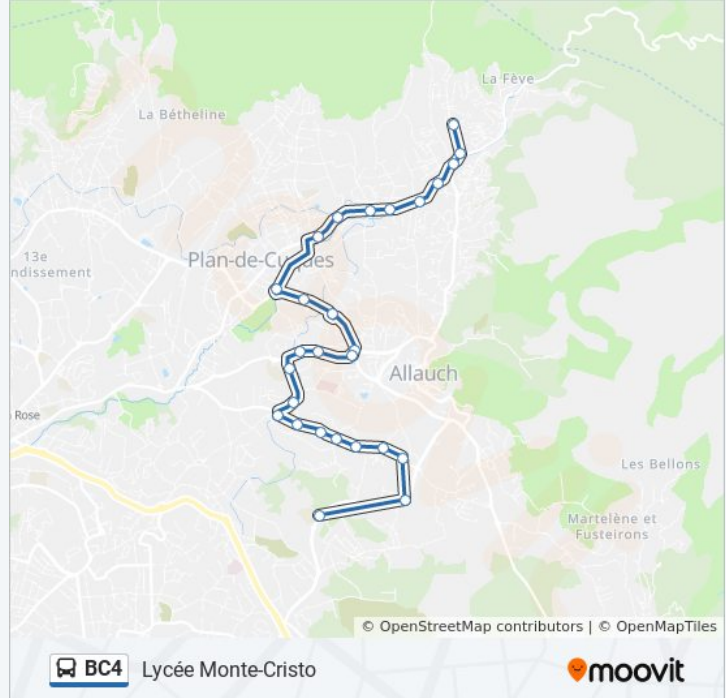 La Fève
La Bétheline
13e
ndissement
Plan-de-Cuques
Allauch
Rose
Les Bellons
Martelène et
Fusteirons
© OpenStreetMap contributors | © OpenMapTiles
BC4 Lycée Monte-Cristo
moovit